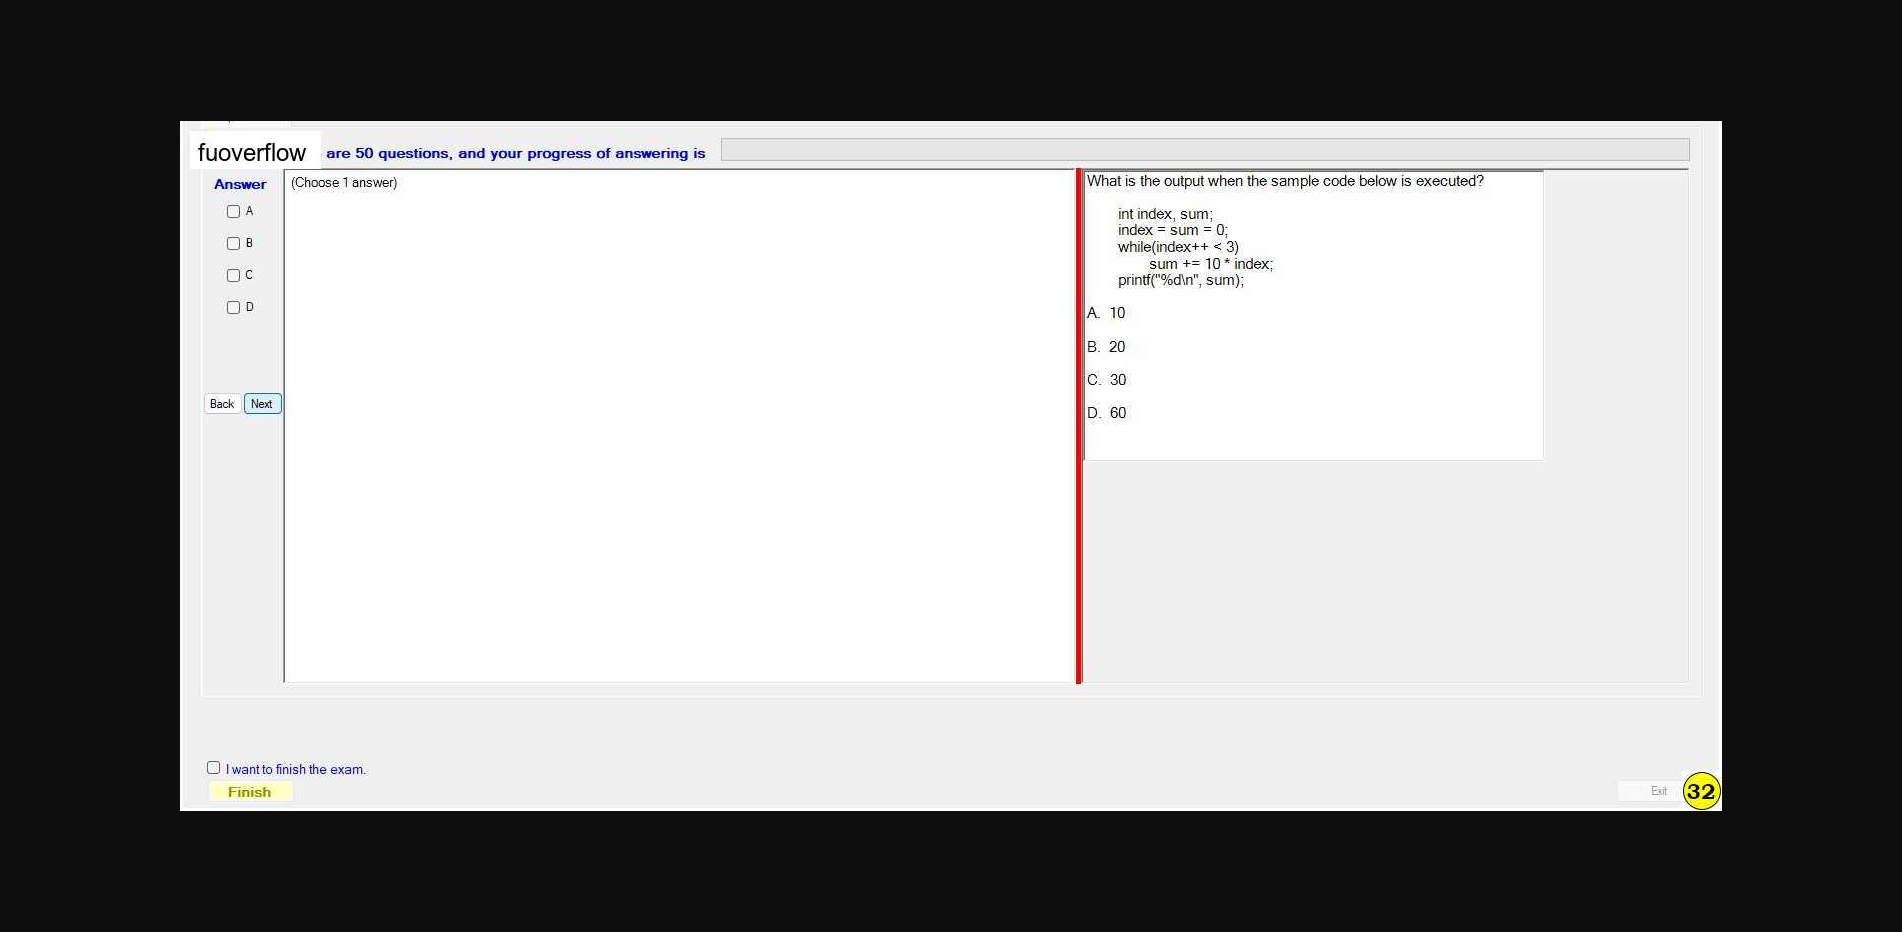 fuoverflow are 50 questions, and your progress of answering is
Answer
A
B
C
D
Back Next
(Choose 1 answer)
What is the output when the sample code below is executed?
int index, sum;
index = sum = 0;
while(index++ < 3)
sum += 10 * index;
printf("%d\n", sum);
A. 10
B. 20
C. 30
D. 60
I want to finish the exam.
Finish
Exit
32